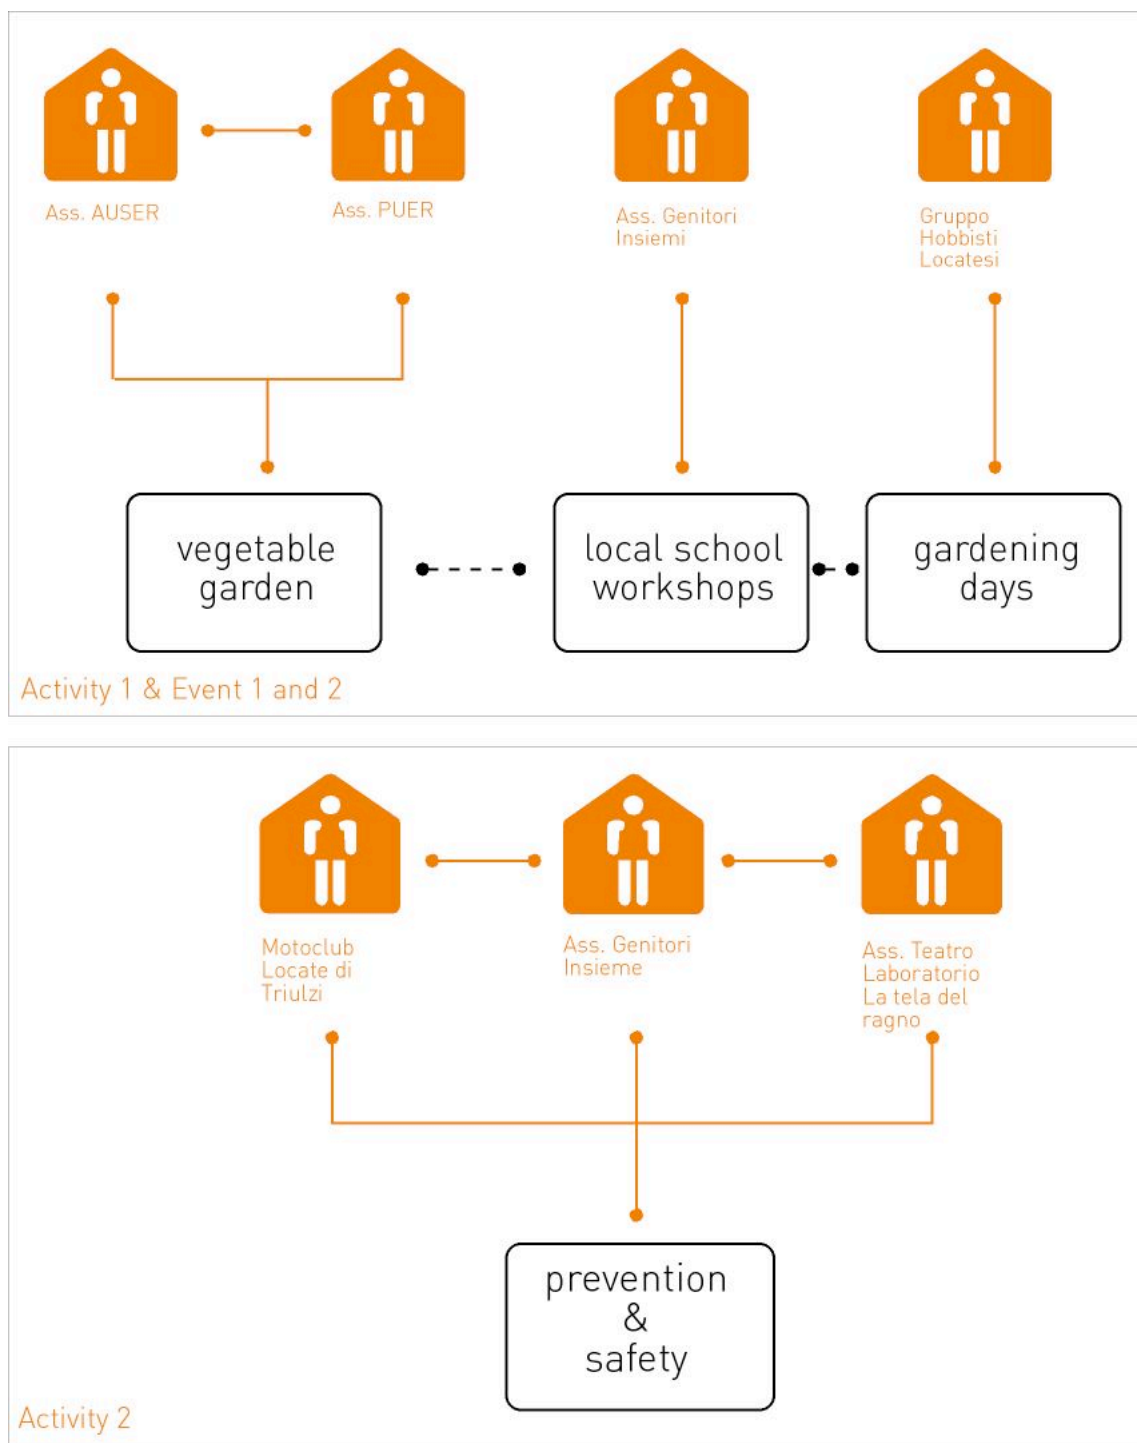 Ass. AUSER
Ass. PUER
Ass. Genitori
Insiemi
Gruppo
Hobbisti
Locatesi
vegetable
garden
local school
workshops
gardening
days
Activity 1 & Event 1 and 2
Motoclub
Locate di
Triulzi
Ass. Genitori
Insieme
Ass. Teatro
Laboratorio
La tela del
ragno
prevention
&
safety
Activity 2